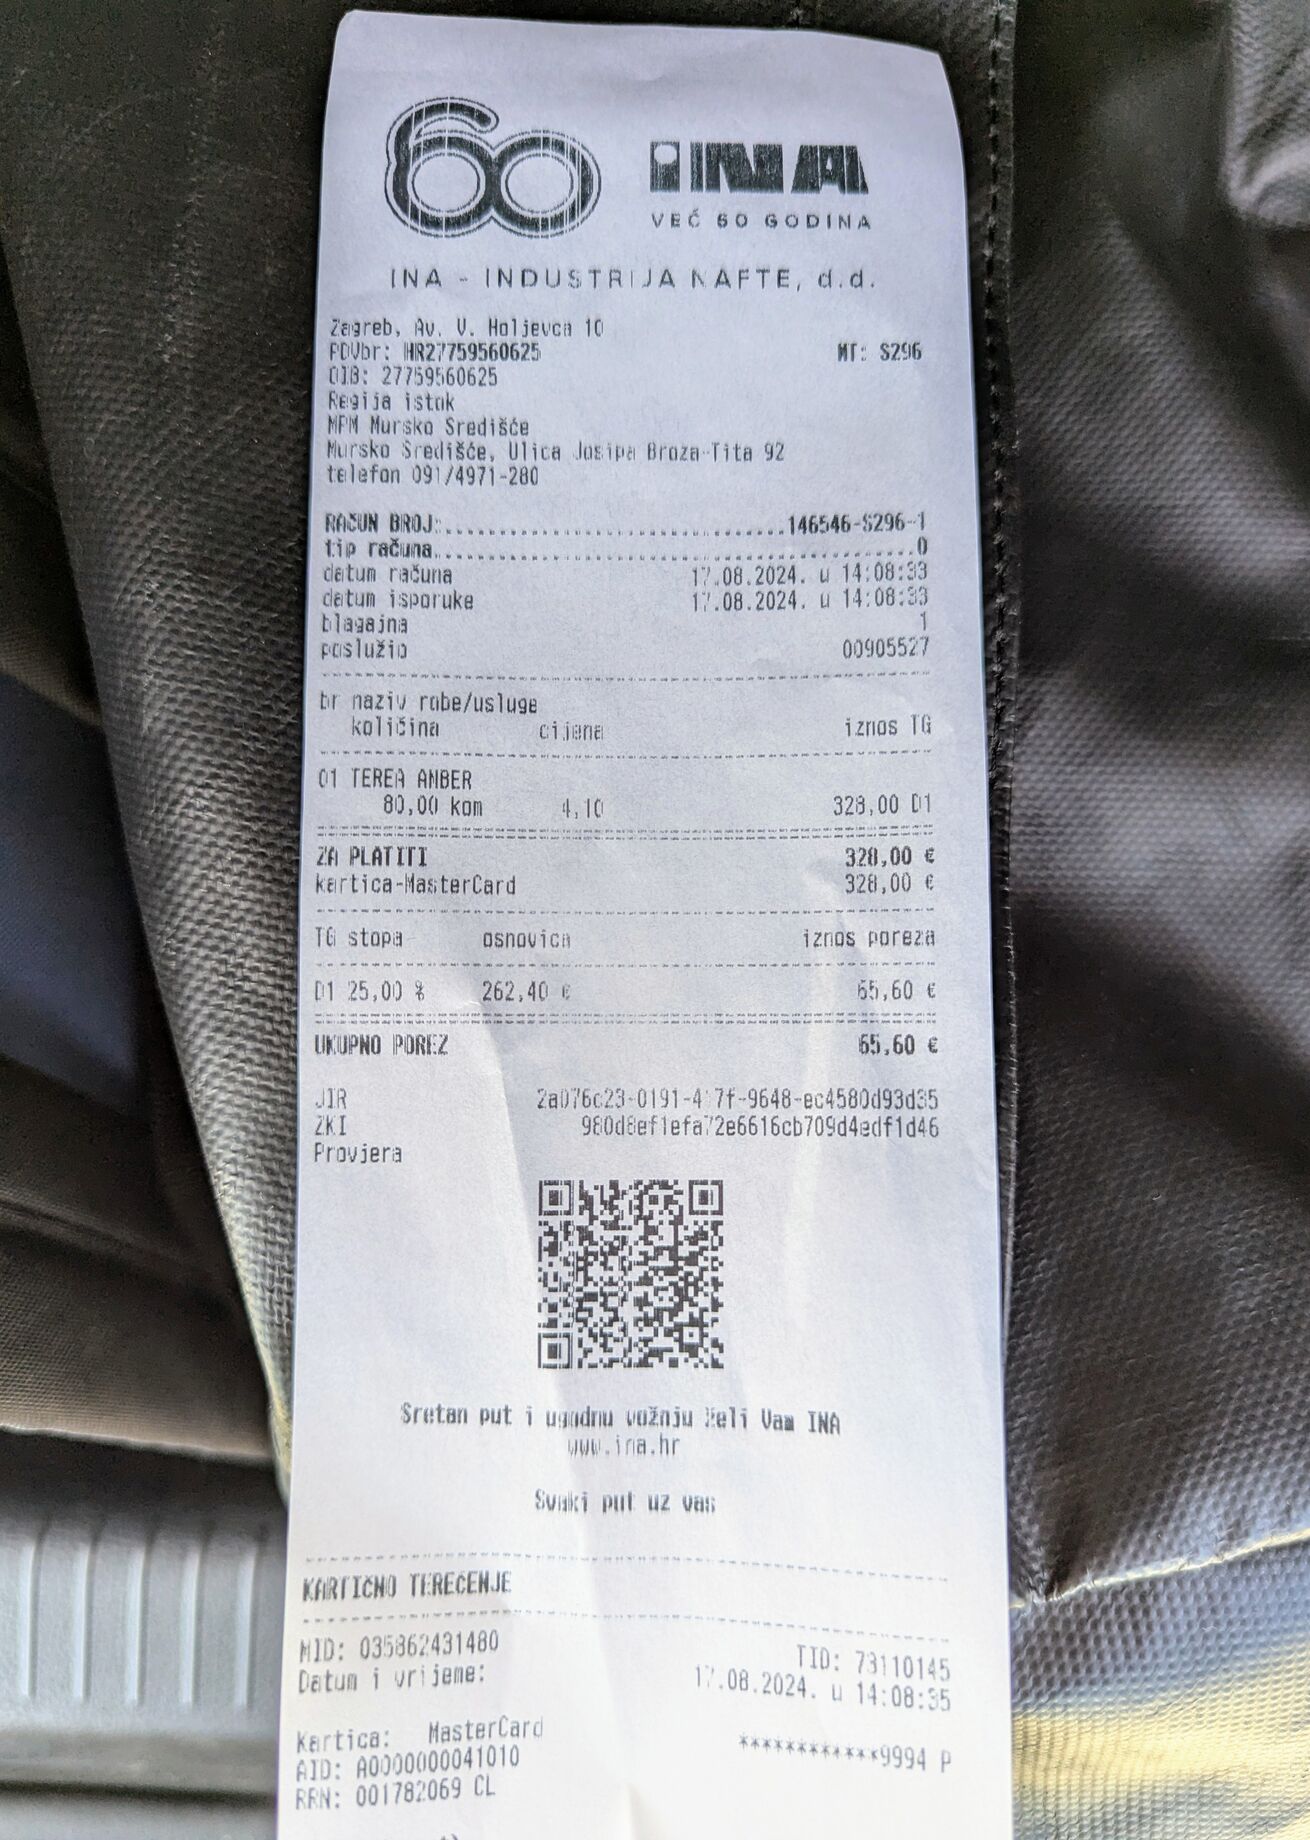 60 INA
VEĆ 60 GODINA
INA - INDUSTRIJA NAFTE, d.d.
Zagreb, Av. V. Holjevca 10
PDVbr: HR27759560625 MT: S296
OIB: 27759560625
Regija istok
MPM Mursko Središće
Mursko Središće, Ulica Josipa Broza-Tita 92
telefon 091/4971-280
RAČUN BROJ:..................................146546-S296-1
tip računa...............................................0
datum računa 17.08.2024. u 14:08:33
datum isporuke 17.08.2024. u 14:08:33
blagajna 1
poslužio 00905527
br naziv robe/usluge
količina cijena iznos TG
01 TEREA AMBER
80,00 kom 4,10 328,00 D1
ZA PLATITI 328,00 €
kartica-MasterCard 328,00 €
TG stopa osnovica iznos poreza
D1 25,00 % 262,40 € 65,60 €
UKUPNO POREZ 65,60 €
JIR
ZKI 980d8ef1efa72e6616cb709d4edf1d46
Provjera
Sretan put i ugodnu vožnju želi Vam INA
www.ina.hr
Svaki put uz vas
KARTIČNO TEREĆENJE
MID: 035862431480 TID: 73110145
Datum i vrijeme: 17.08.2024. u 14:08:35
Kartica: MasterCard ************9994 P
AID: A0000000041010
RRN: 001782069 CL